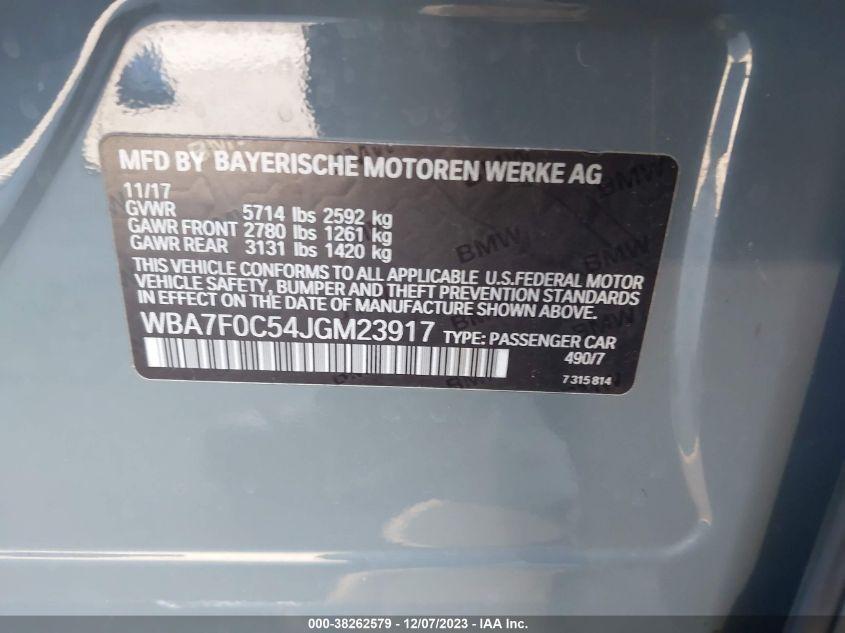 MFD BY BAYERISCHE MOTOREN WERKE AG
11/17
GVWR 5714 lbs 2592 kg
GAWR FRONT 2780 lbs 1261 kg
GAWR REAR 3131 lbs 1420 kg
THIS VEHICLE CONFORMS TO ALL APPLICABLE U.S.FEDERAL MOTOR
VEHICLE SAFETY, BUMPER AND THEFT PREVENTION STANDARDS
IN EFFECT ON THE DATE OF MANUFACTURE SHOWN ABOVE.
WBA7F0C54JGM23917 TYPE: PASSENGER CAR
490/7
7 315 814
BMW
BMW
000-38262579 - 12/07/2023 - IAA Inc.